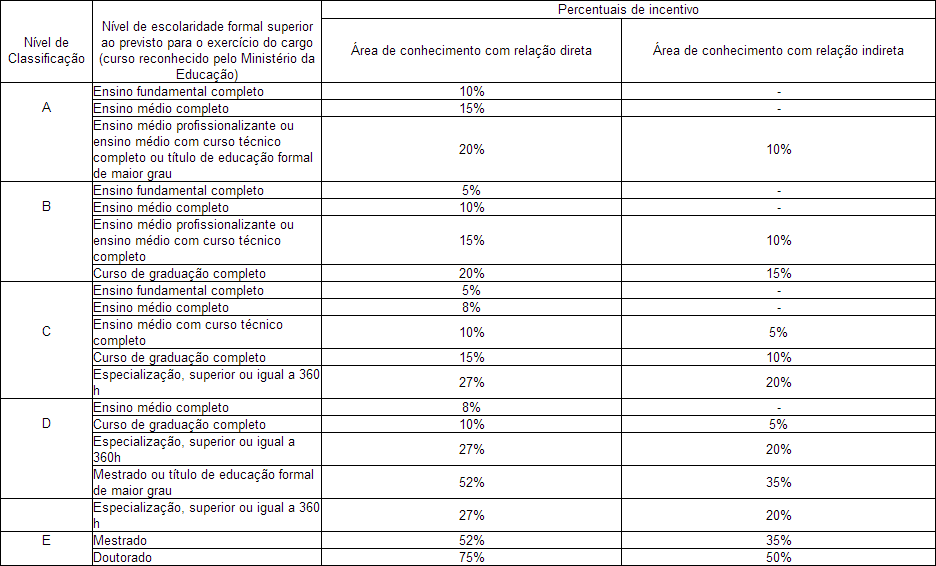 Percentuais de incentivo
Nível de
Classificação
Nível de escolaridade formal superior
ao previsto para o exercício do cargo
(curso reconhecido pelo Ministério da
Educação)
Área de conhecimento com relação direta
Área de conhecimento com relação indireta
A
Ensino fundamental completo
10%
-
Ensino médio completo
15%
-
Ensino médio profissionalizante ou
ensino médio com curso técnico
completo ou título de educação formal
de maior grau
20%
10%
B
Ensino fundamental completo
5%
-
Ensino médio completo
10%
-
Ensino médio profissionalizante ou
ensino médio com curso técnico
completo
15%
10%
Curso de graduação completo
20%
15%
C
Ensino fundamental completo
5%
-
Ensino médio completo
8%
-
Ensino médio com curso técnico
completo
10%
5%
Curso de graduação completo
15%
10%
Especialização, superior ou igual a 360
h
27%
20%
D
Ensino médio completo
8%
-
Curso de graduação completo
10%
5%
Especialização, superior ou igual a
360h
27%
20%
Mestrado ou título de educação formal
de maior grau
52%
35%
Especialização, superior ou igual a 360
h
27%
20%
E
Mestrado
52%
35%
Doutorado
75%
50%